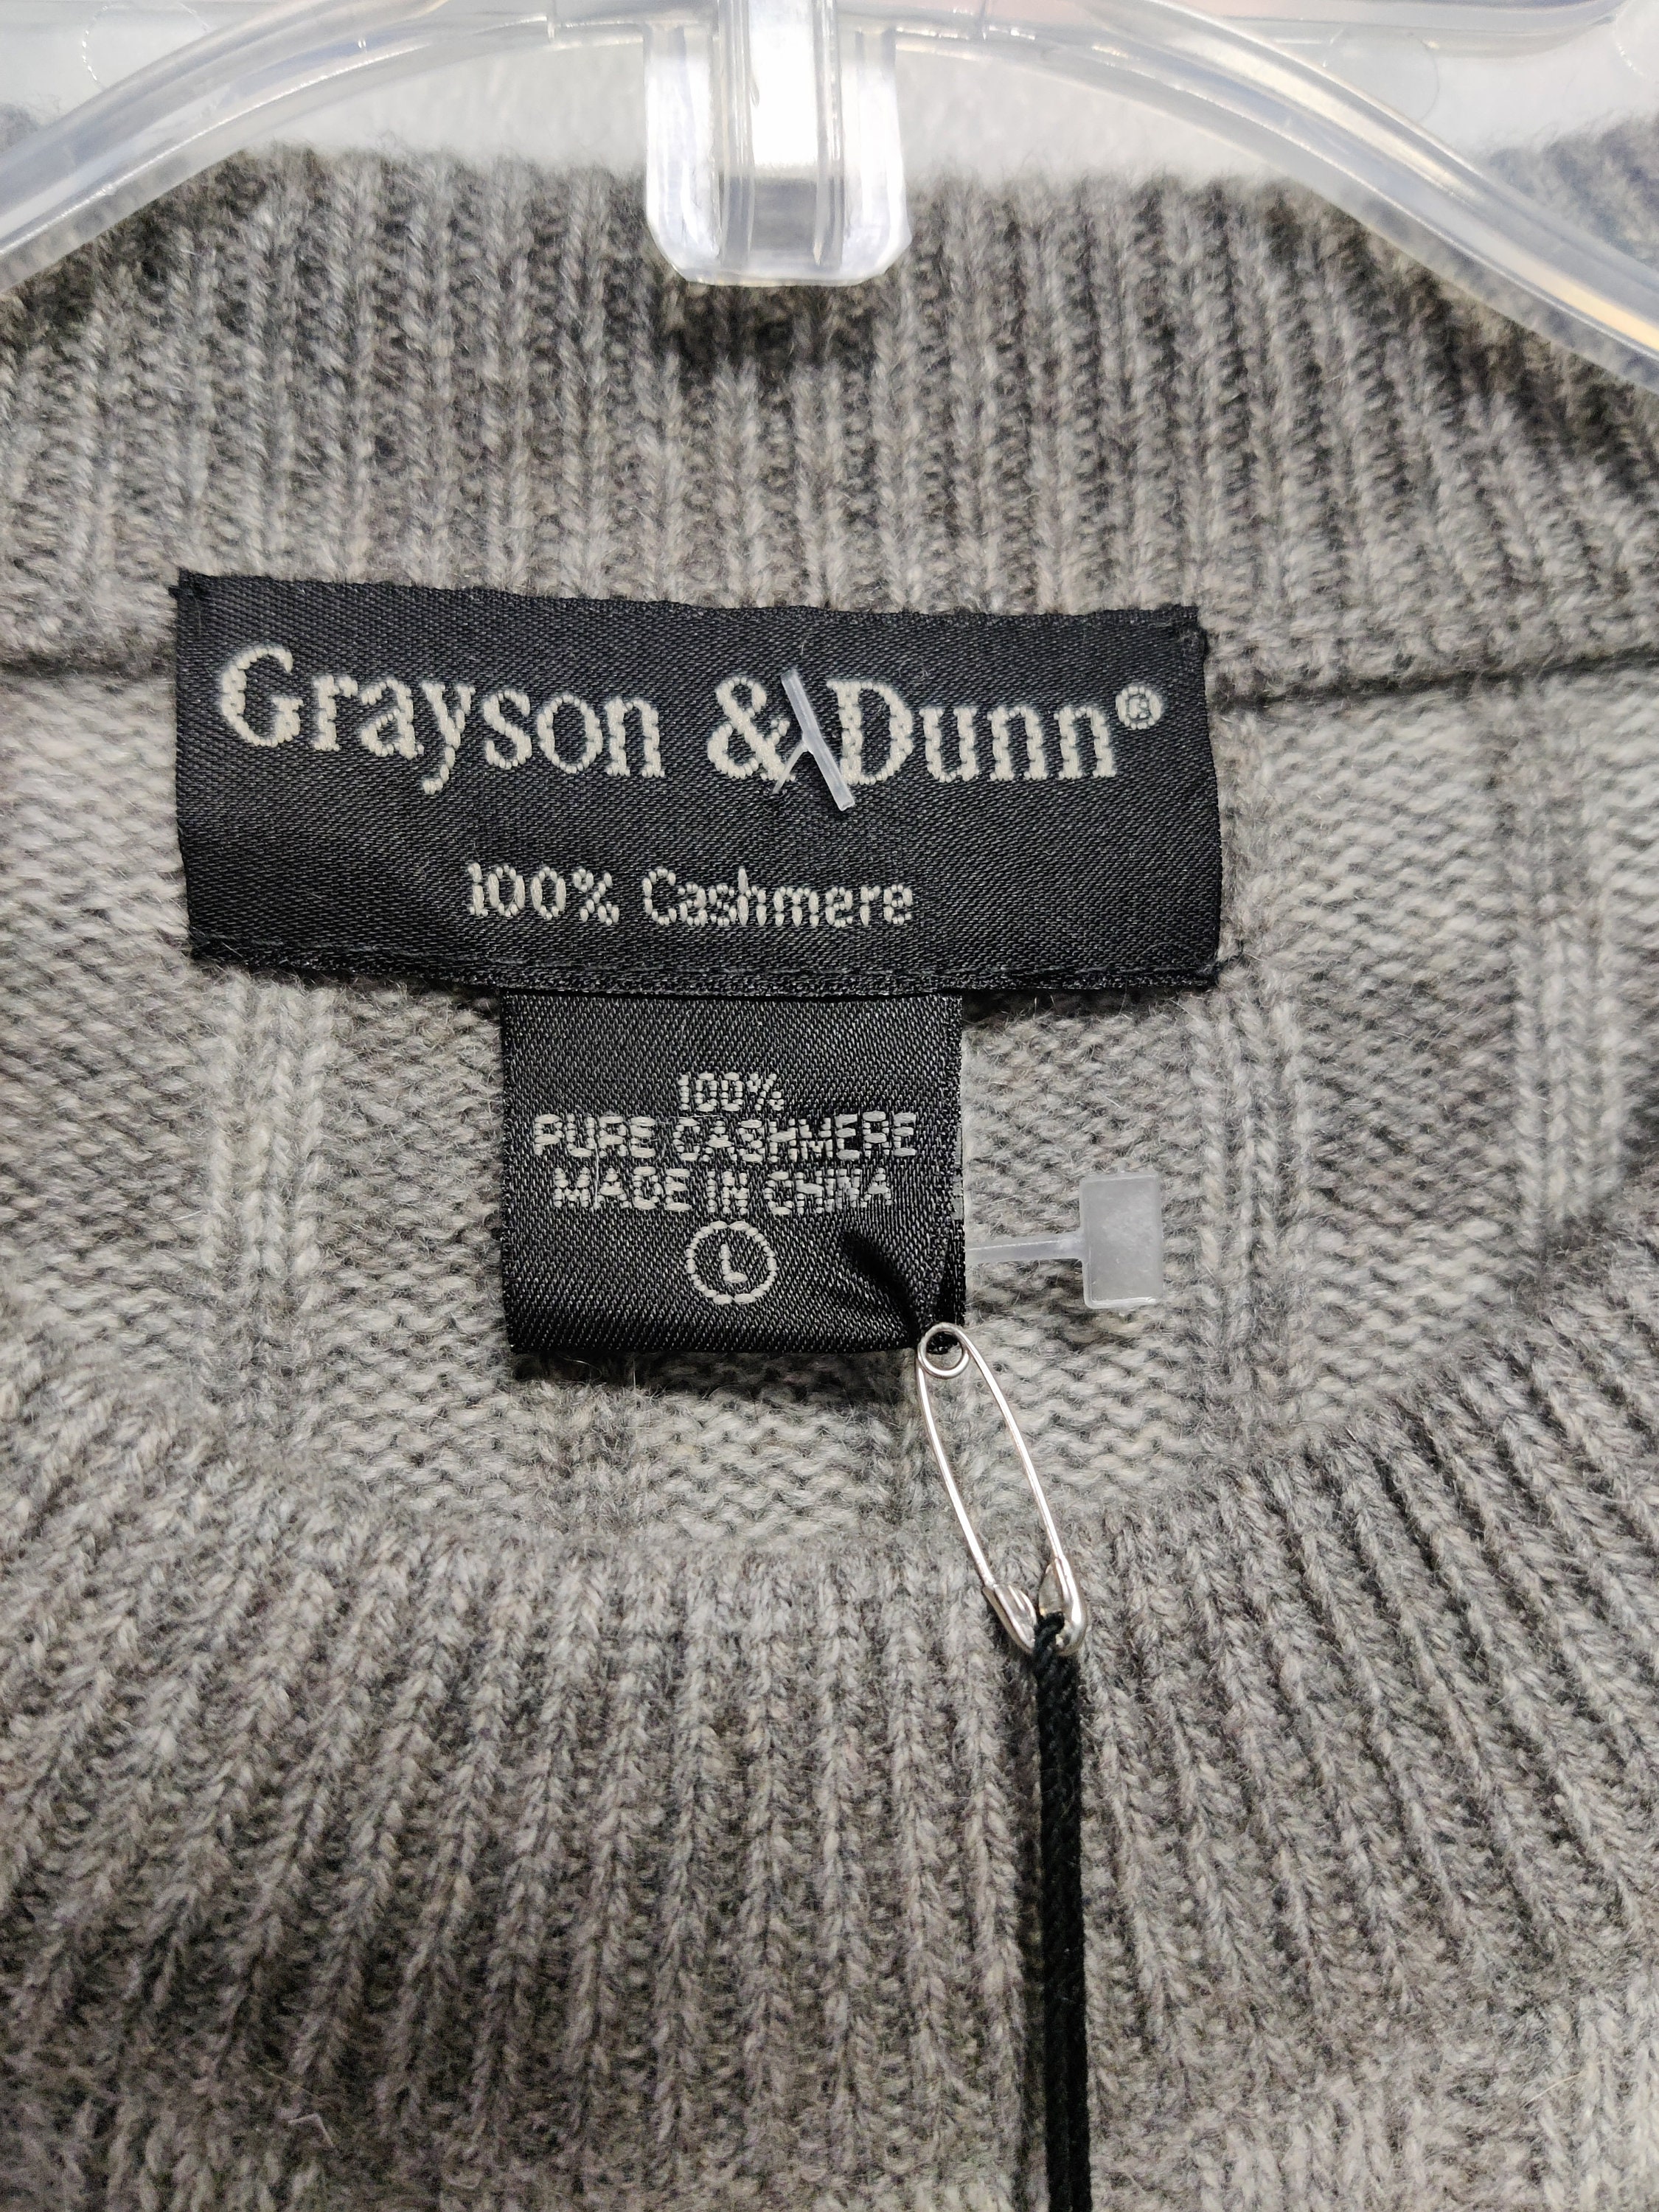 Grayson & Dunn®
100% Cashmere
100%
PURE CASHMERE
MADE IN CHINA
L